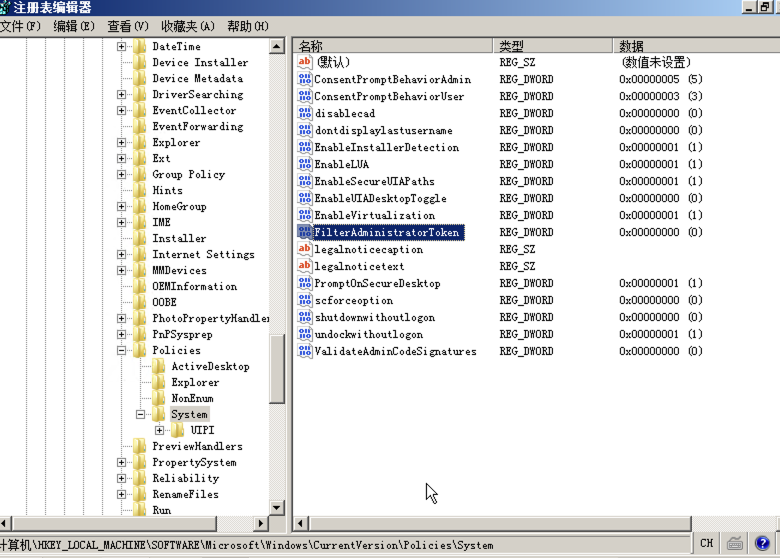 注册表编辑器
文件(F) 编辑(E) 查看(V) 收藏夹(A) 帮助(H)
DateTime
Device Installer
Device Metadata
DriverSearching
EventCollector
EventForwarding
Explorer
Ext
Group Policy
Hints
HomeGroup
IME
Installer
Internet Settings
MMDevices
OEMInformation
OOBE
PhotoPropertyHandler
PnPSysprep
Policies
ActiveDesktop
Explorer
NonEnum
System
UIPI
PreviewHandlers
PropertySystem
Reliability
RenameFiles
Run
名称 类型 数据
(默认) REG_SZ (数值未设置)
ConsentPromptBehaviorAdmin REG_DWORD 0x00000005 (5)
ConsentPromptBehaviorUser REG_DWORD 0x00000003 (3)
disablecad REG_DWORD 0x00000000 (0)
dontdisplaylastusername REG_DWORD 0x00000000 (0)
EnableInstallerDetection REG_DWORD 0x00000001 (1)
EnableLUA REG_DWORD 0x00000001 (1)
EnableSecureUIAPaths REG_DWORD 0x00000001 (1)
EnableUIADesktopToggle REG_DWORD 0x00000000 (0)
EnableVirtualization REG_DWORD 0x00000001 (1)
FilterAdministratorToken REG_DWORD 0x00000000 (0)
legalnoticecaption REG_SZ
legalnoticetext REG_SZ
PromptOnSecureDesktop REG_DWORD 0x00000001 (1)
scforceoption REG_DWORD 0x00000000 (0)
shutdownwithoutlogon REG_DWORD 0x00000000 (0)
undockwithoutlogon REG_DWORD 0x00000001 (1)
ValidateAdminCodeSignatures REG_DWORD 0x00000000 (0)
计算机\HKEY_LOCAL_MACHINE\SOFTWARE\Microsoft\Windows\CurrentVersion\Policies\System
CH